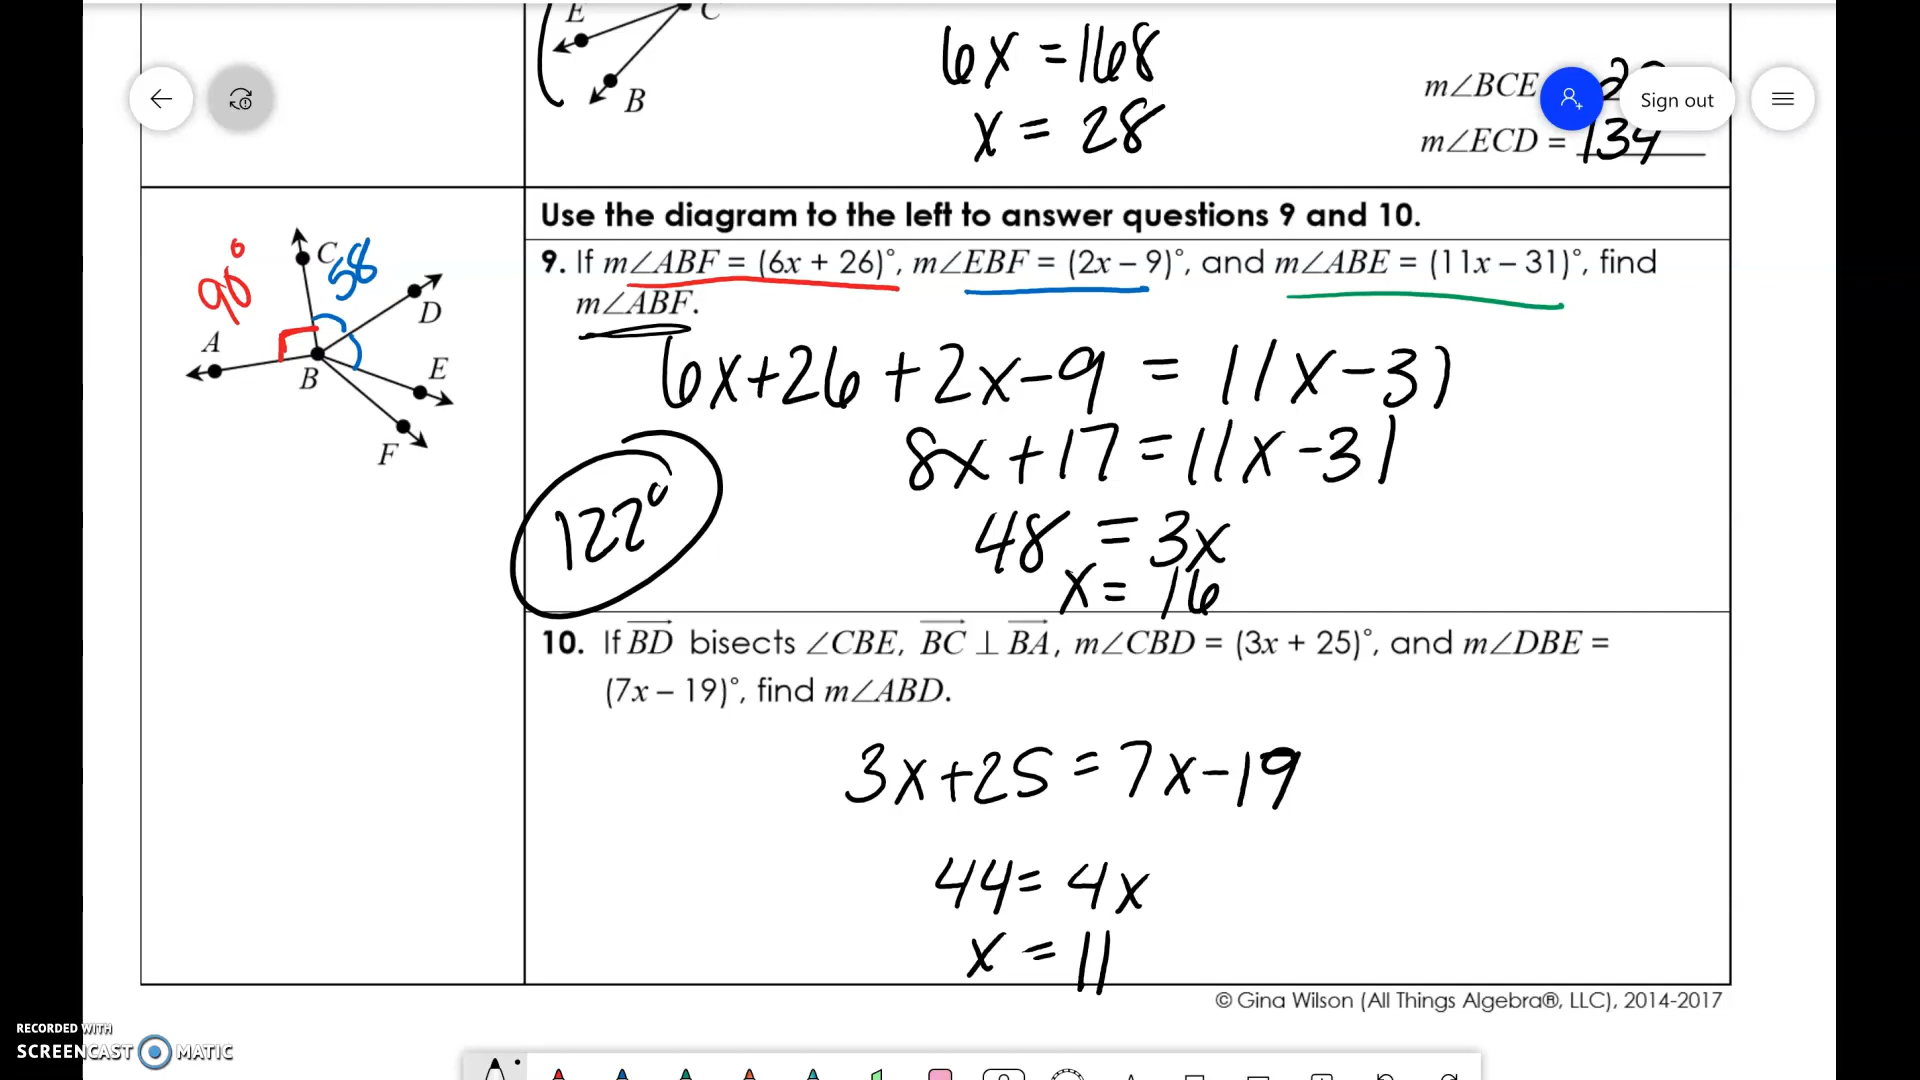 E
C
6x = 168
m∠BCE
x = 28
B
Sign out
m∠ECD = 134
Use the diagram to the left to answer questions 9 and 10.
9. If m∠ABF = (6x + 26)°, m∠EBF = (2x – 9)°, and m∠ABE = (11x – 31)°, find
m∠ABF.
90°
C
58
D
A
B
E
F
6x+26 + 2x-9 = 11x-31
8x+17 = 11x-31
122°
48 = 3x
x = 16
10. If BD bisects ∠CBE, BC ⊥ BA, m∠CBD = (3x + 25)°, and m∠DBE =
(7x – 19)°, find m∠ABD.
3x+25 = 7x-19
44 = 4x
x = 11
© Gina Wilson (All Things Algebra®, LLC), 2014-2017
RECORDED WITH
SCREENCAST MATIC